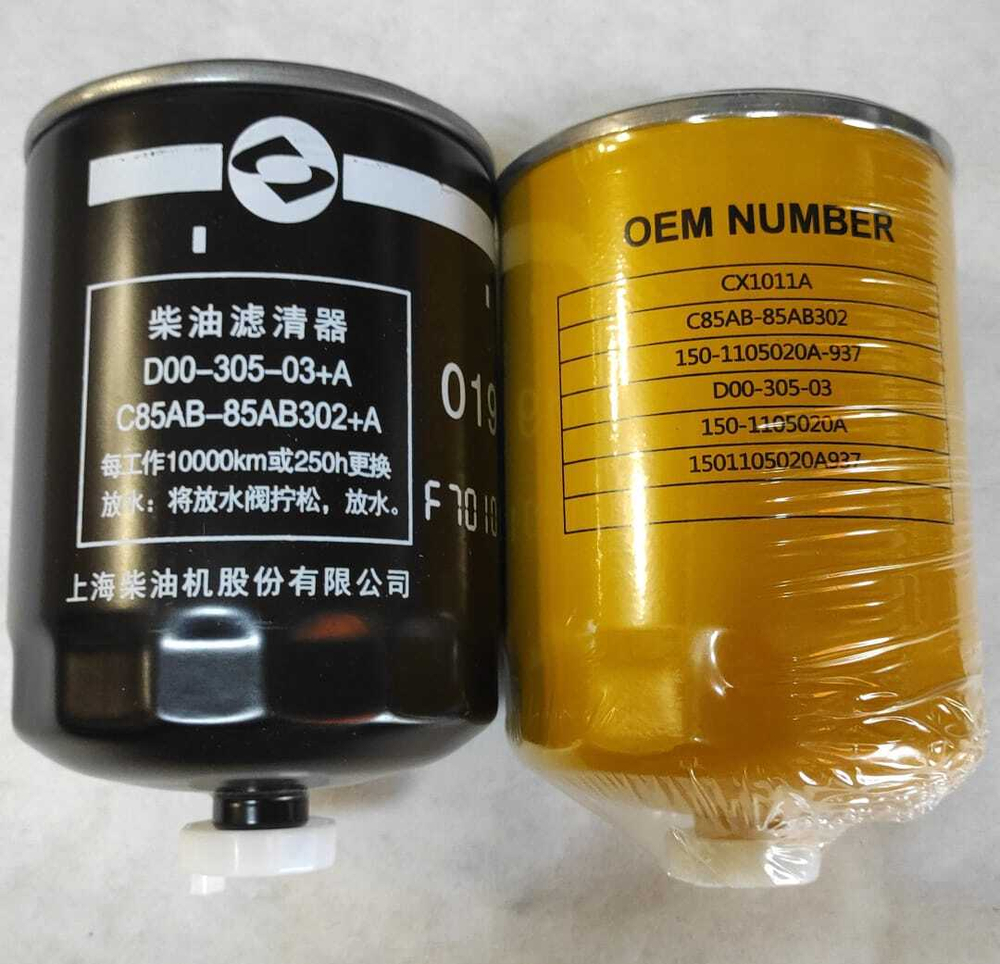 柴油滤清器
D00-305-03+A
C85AB-85AB302+A
每工作10000km或250h更换
放水：将放水阀拧松，放水。
上海柴油机股份有限公司
019
F7010
OEM NUMBER
CX1011A
C85AB-85AB302
150-1105020A-937
D00-305-03
150-1105020A
1501105020A937